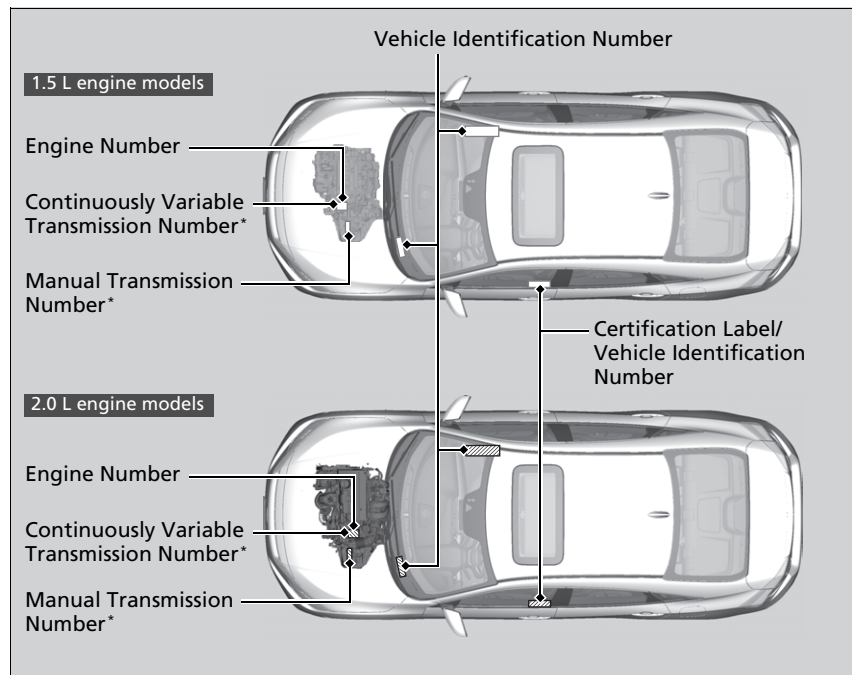 Vehicle Identification Number
1.5 L engine models
Engine Number
Continuously Variable
Transmission Number*
Manual Transmission
Number*
Certification Label/
Vehicle Identification
Number
2.0 L engine models
Engine Number
Continuously Variable
Transmission Number*
Manual Transmission
Number*